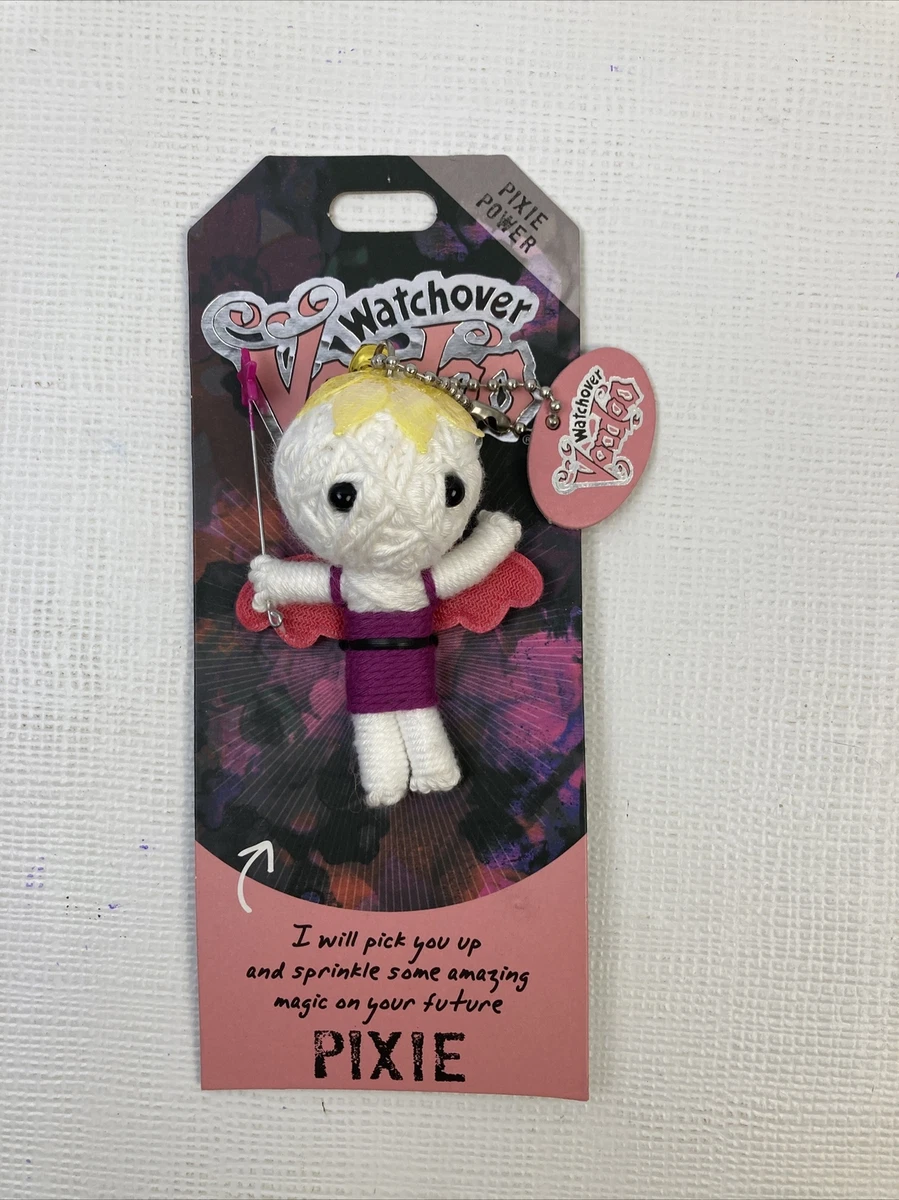 PIXIE
POWER
Watchover
Voodoo
®
Watchover
Voodoo
I will pick you up
and sprinkle some amazing
magic on your future
PIXIE